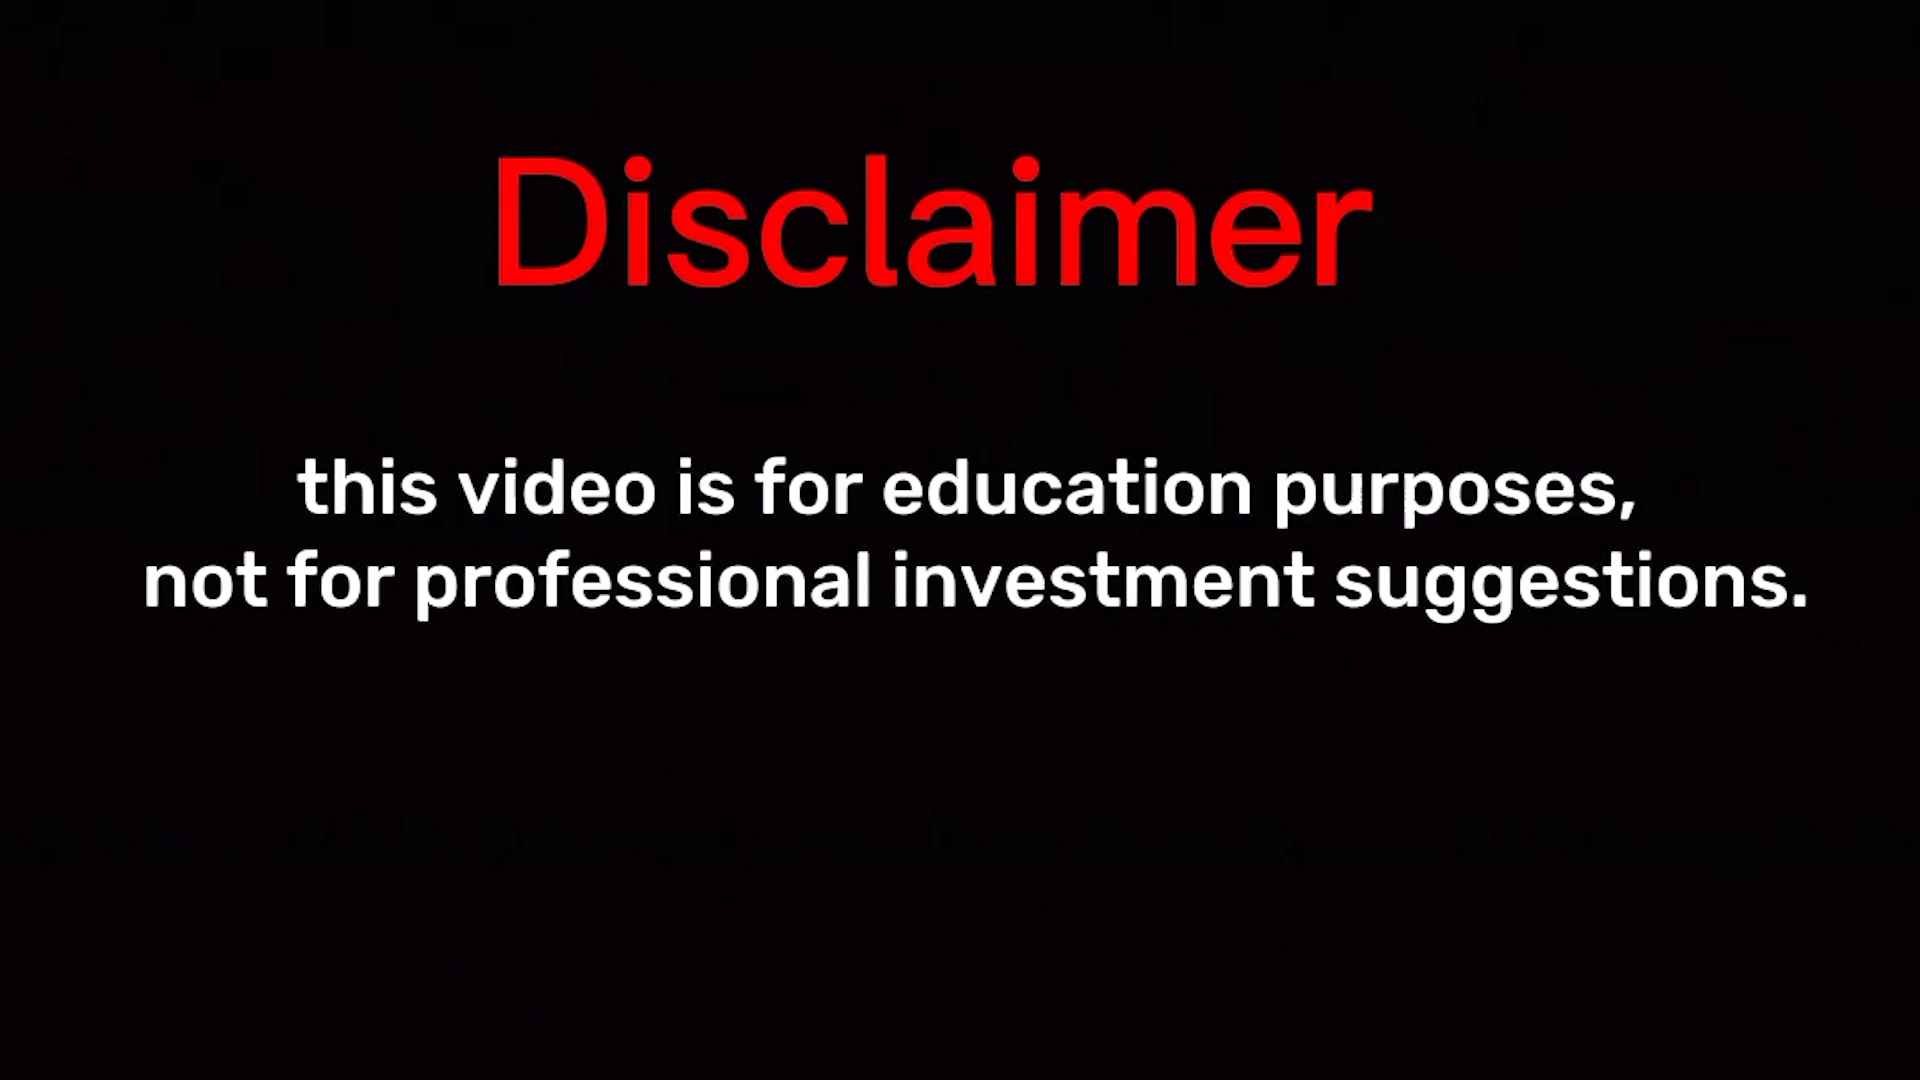 Disclaimer
this video is for education purposes,
not for professional investment suggestions.